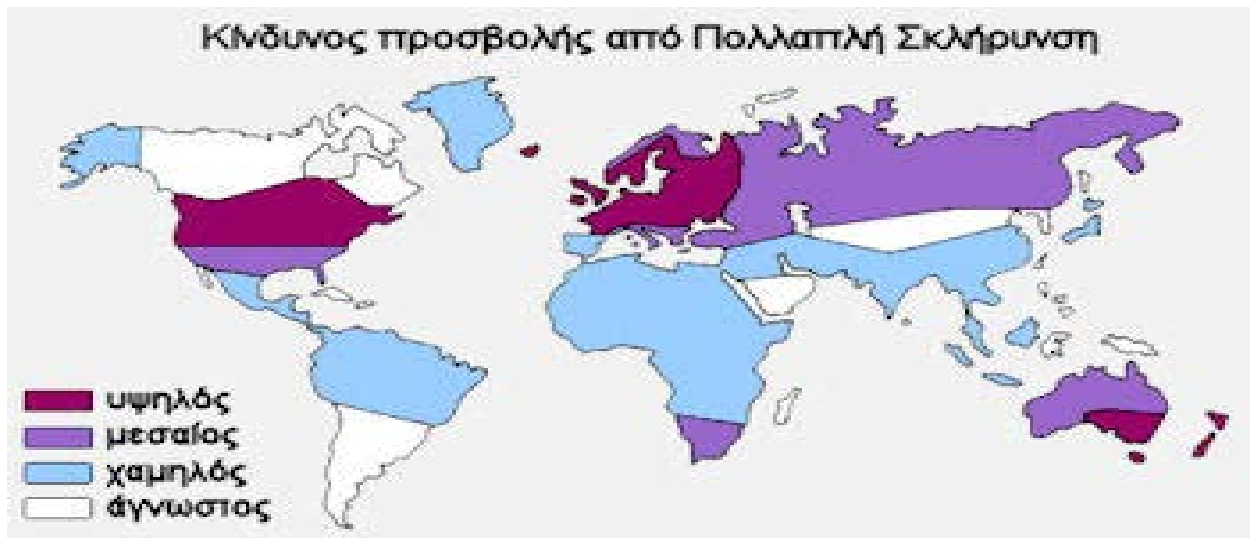 Κίνδυνος προσβολής από Πολλαπλή Σκλήρυνση
υψηλός
μεσαίος
χαμηλός
άγνωστος